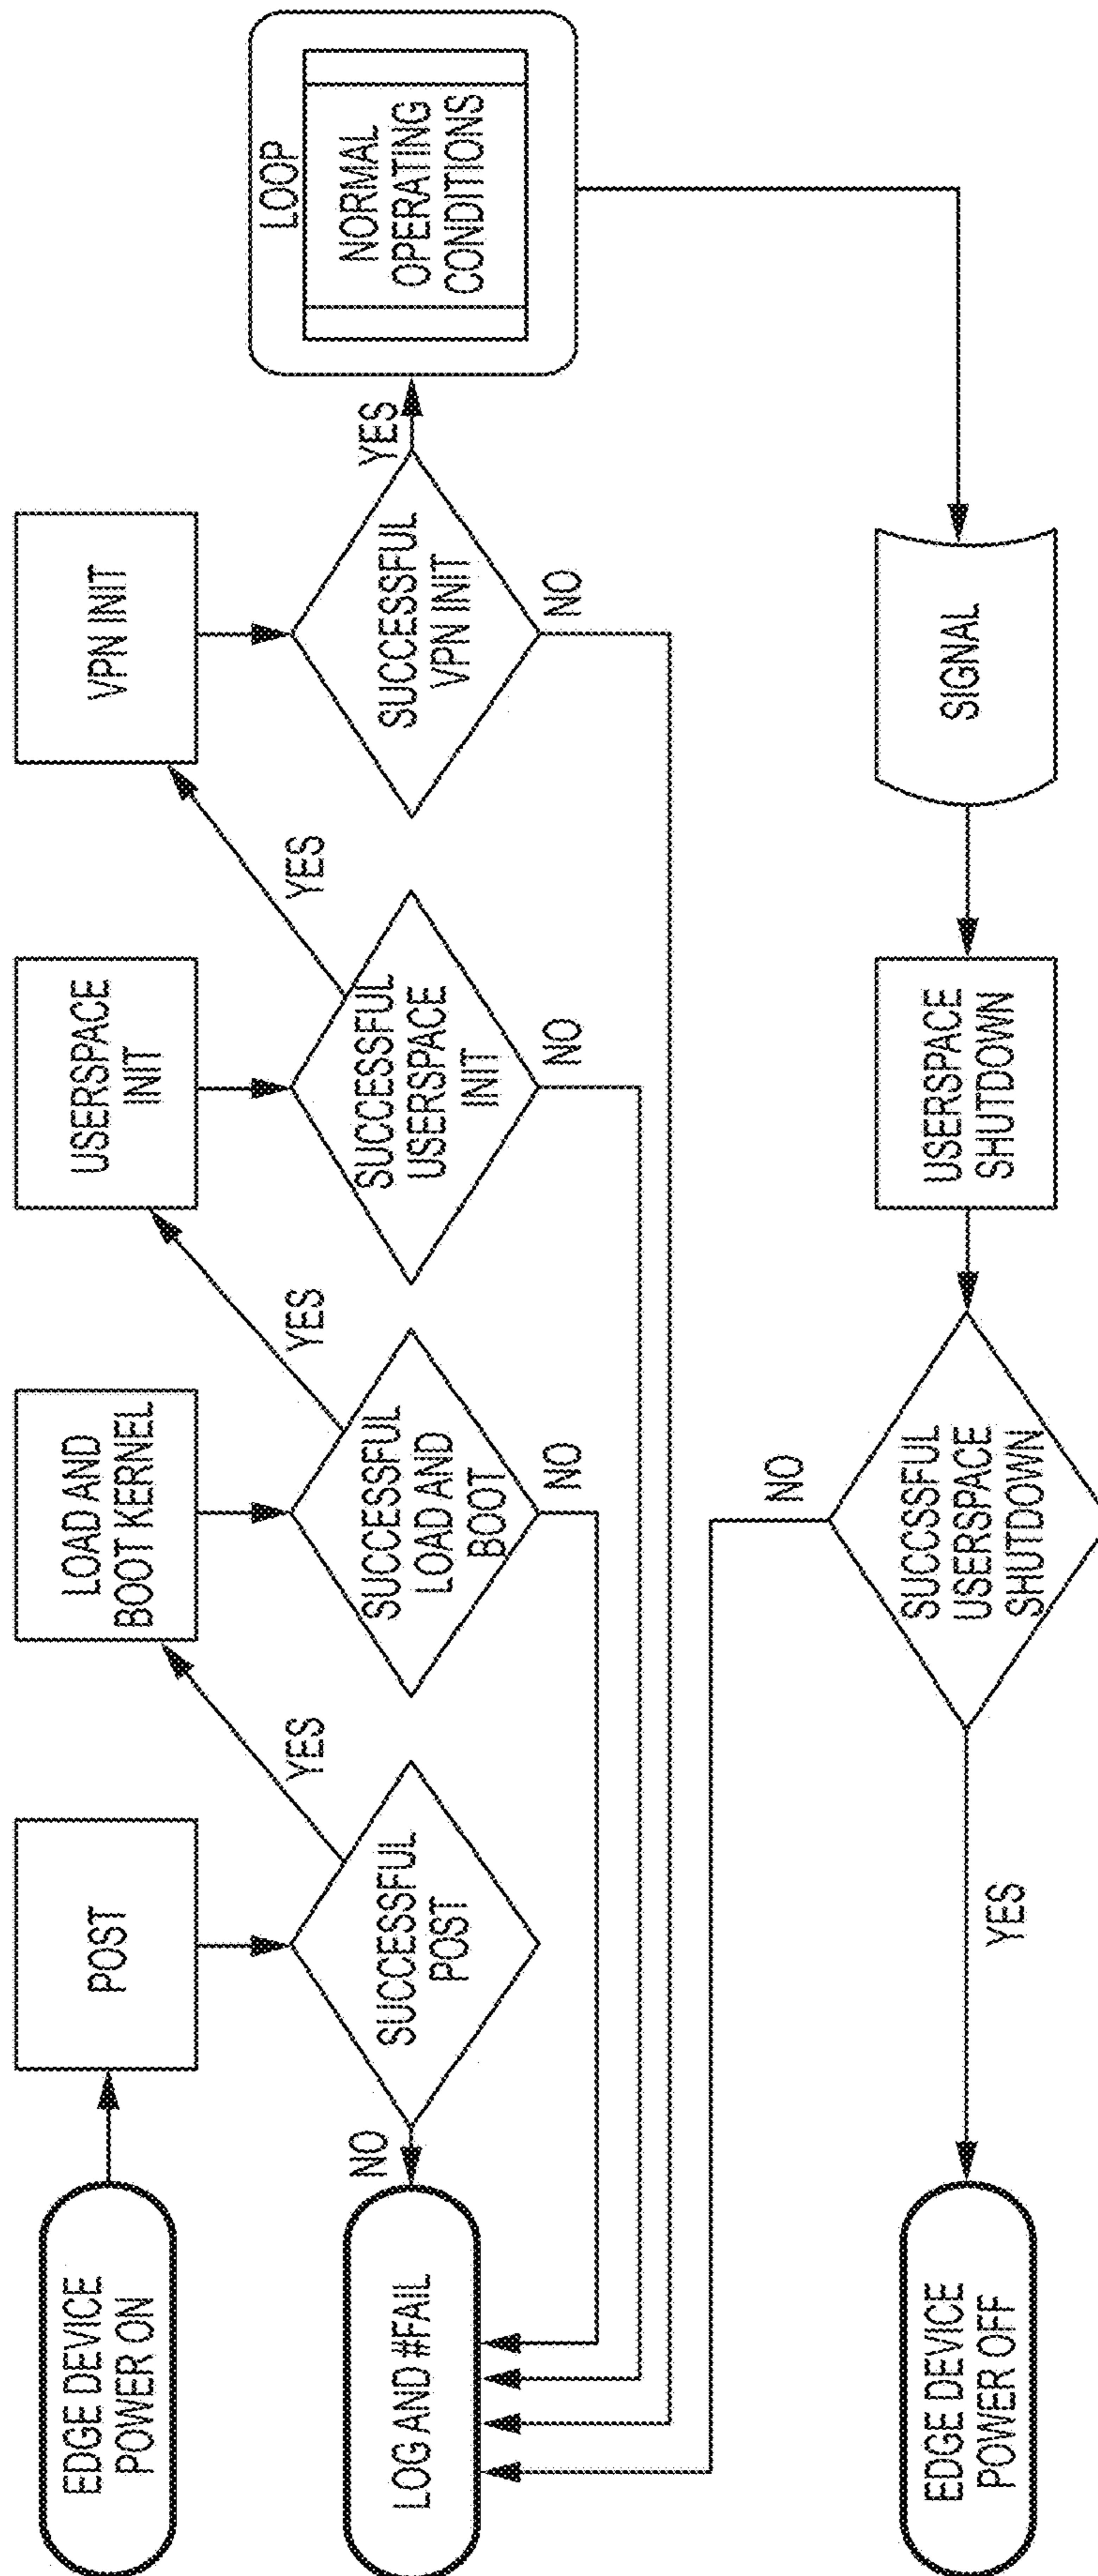 EDGE DEVICE
POWER ON
POST
LOAD AND
BOOT KERNEL
USERSPACE
INIT
VPN INIT
LOOP
NORMAL
OPERATING
CONDITIONS
LOG AND #FAIL
NO
SUCCESSFUL
POST
YES
SUCCESSFUL
LOAD AND
BOOT
YES
NO
SUCCESSFUL
USERSPACE
INIT
YES
NO
SUCCESSFUL
VPN INIT
YES
NO
EDGE DEVICE
POWER OFF
YES
SUCCSSFUL
USERSPACE
SHUTDOWN
NO
USERSPACE
SHUTDOWN
SIGNAL